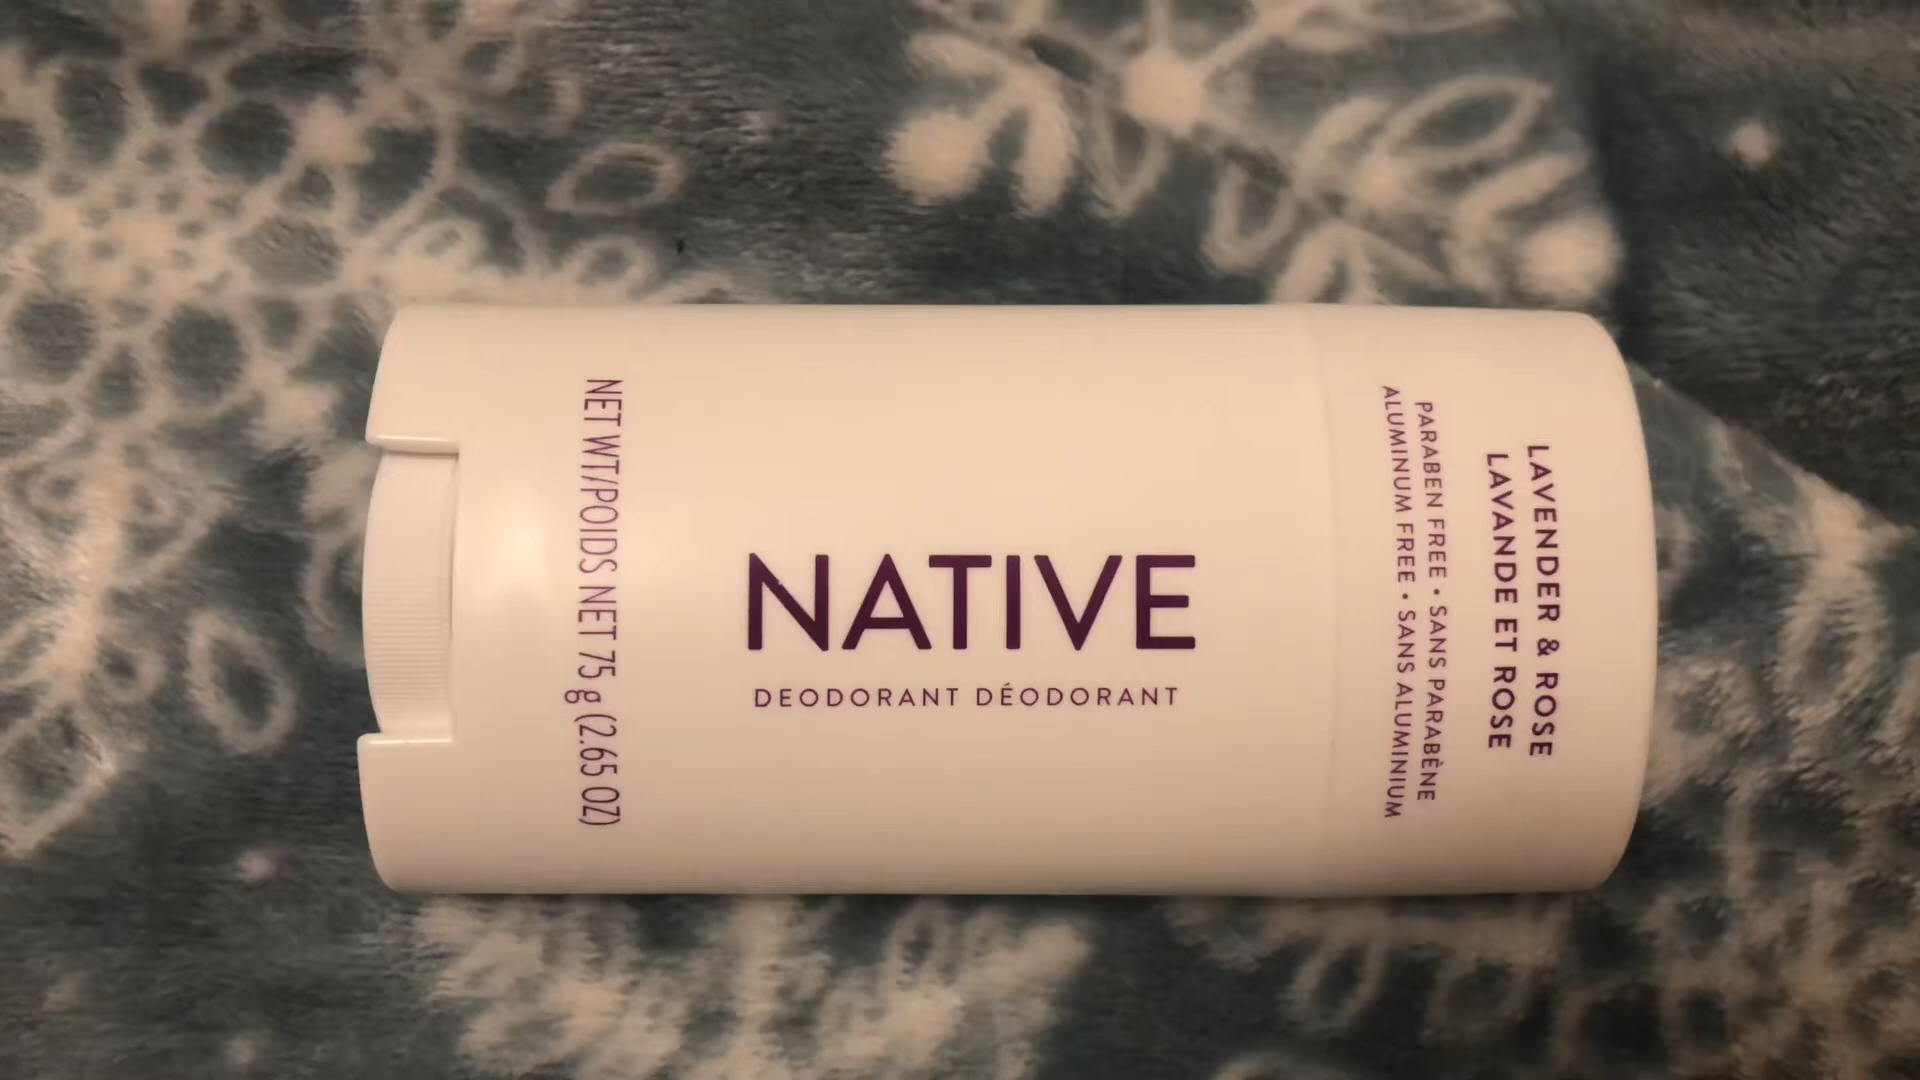 LAVENDER & ROSE
LAVANDE ET ROSE
PARABEN FREE • SANS PARABÈNE
ALUMINUM FREE • SANS ALUMINIUM
NATIVE
DEODORANT DÉODORANT
NET WT/POIDS NET 75 g (2.65 OZ)